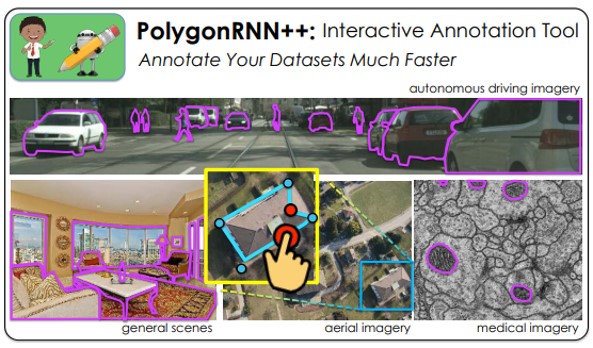 PolygonRNN++: Interactive Annotation Tool
Annotate Your Datasets Much Faster
autonomous driving imagery
general scenes
aerial imagery
medical imagery